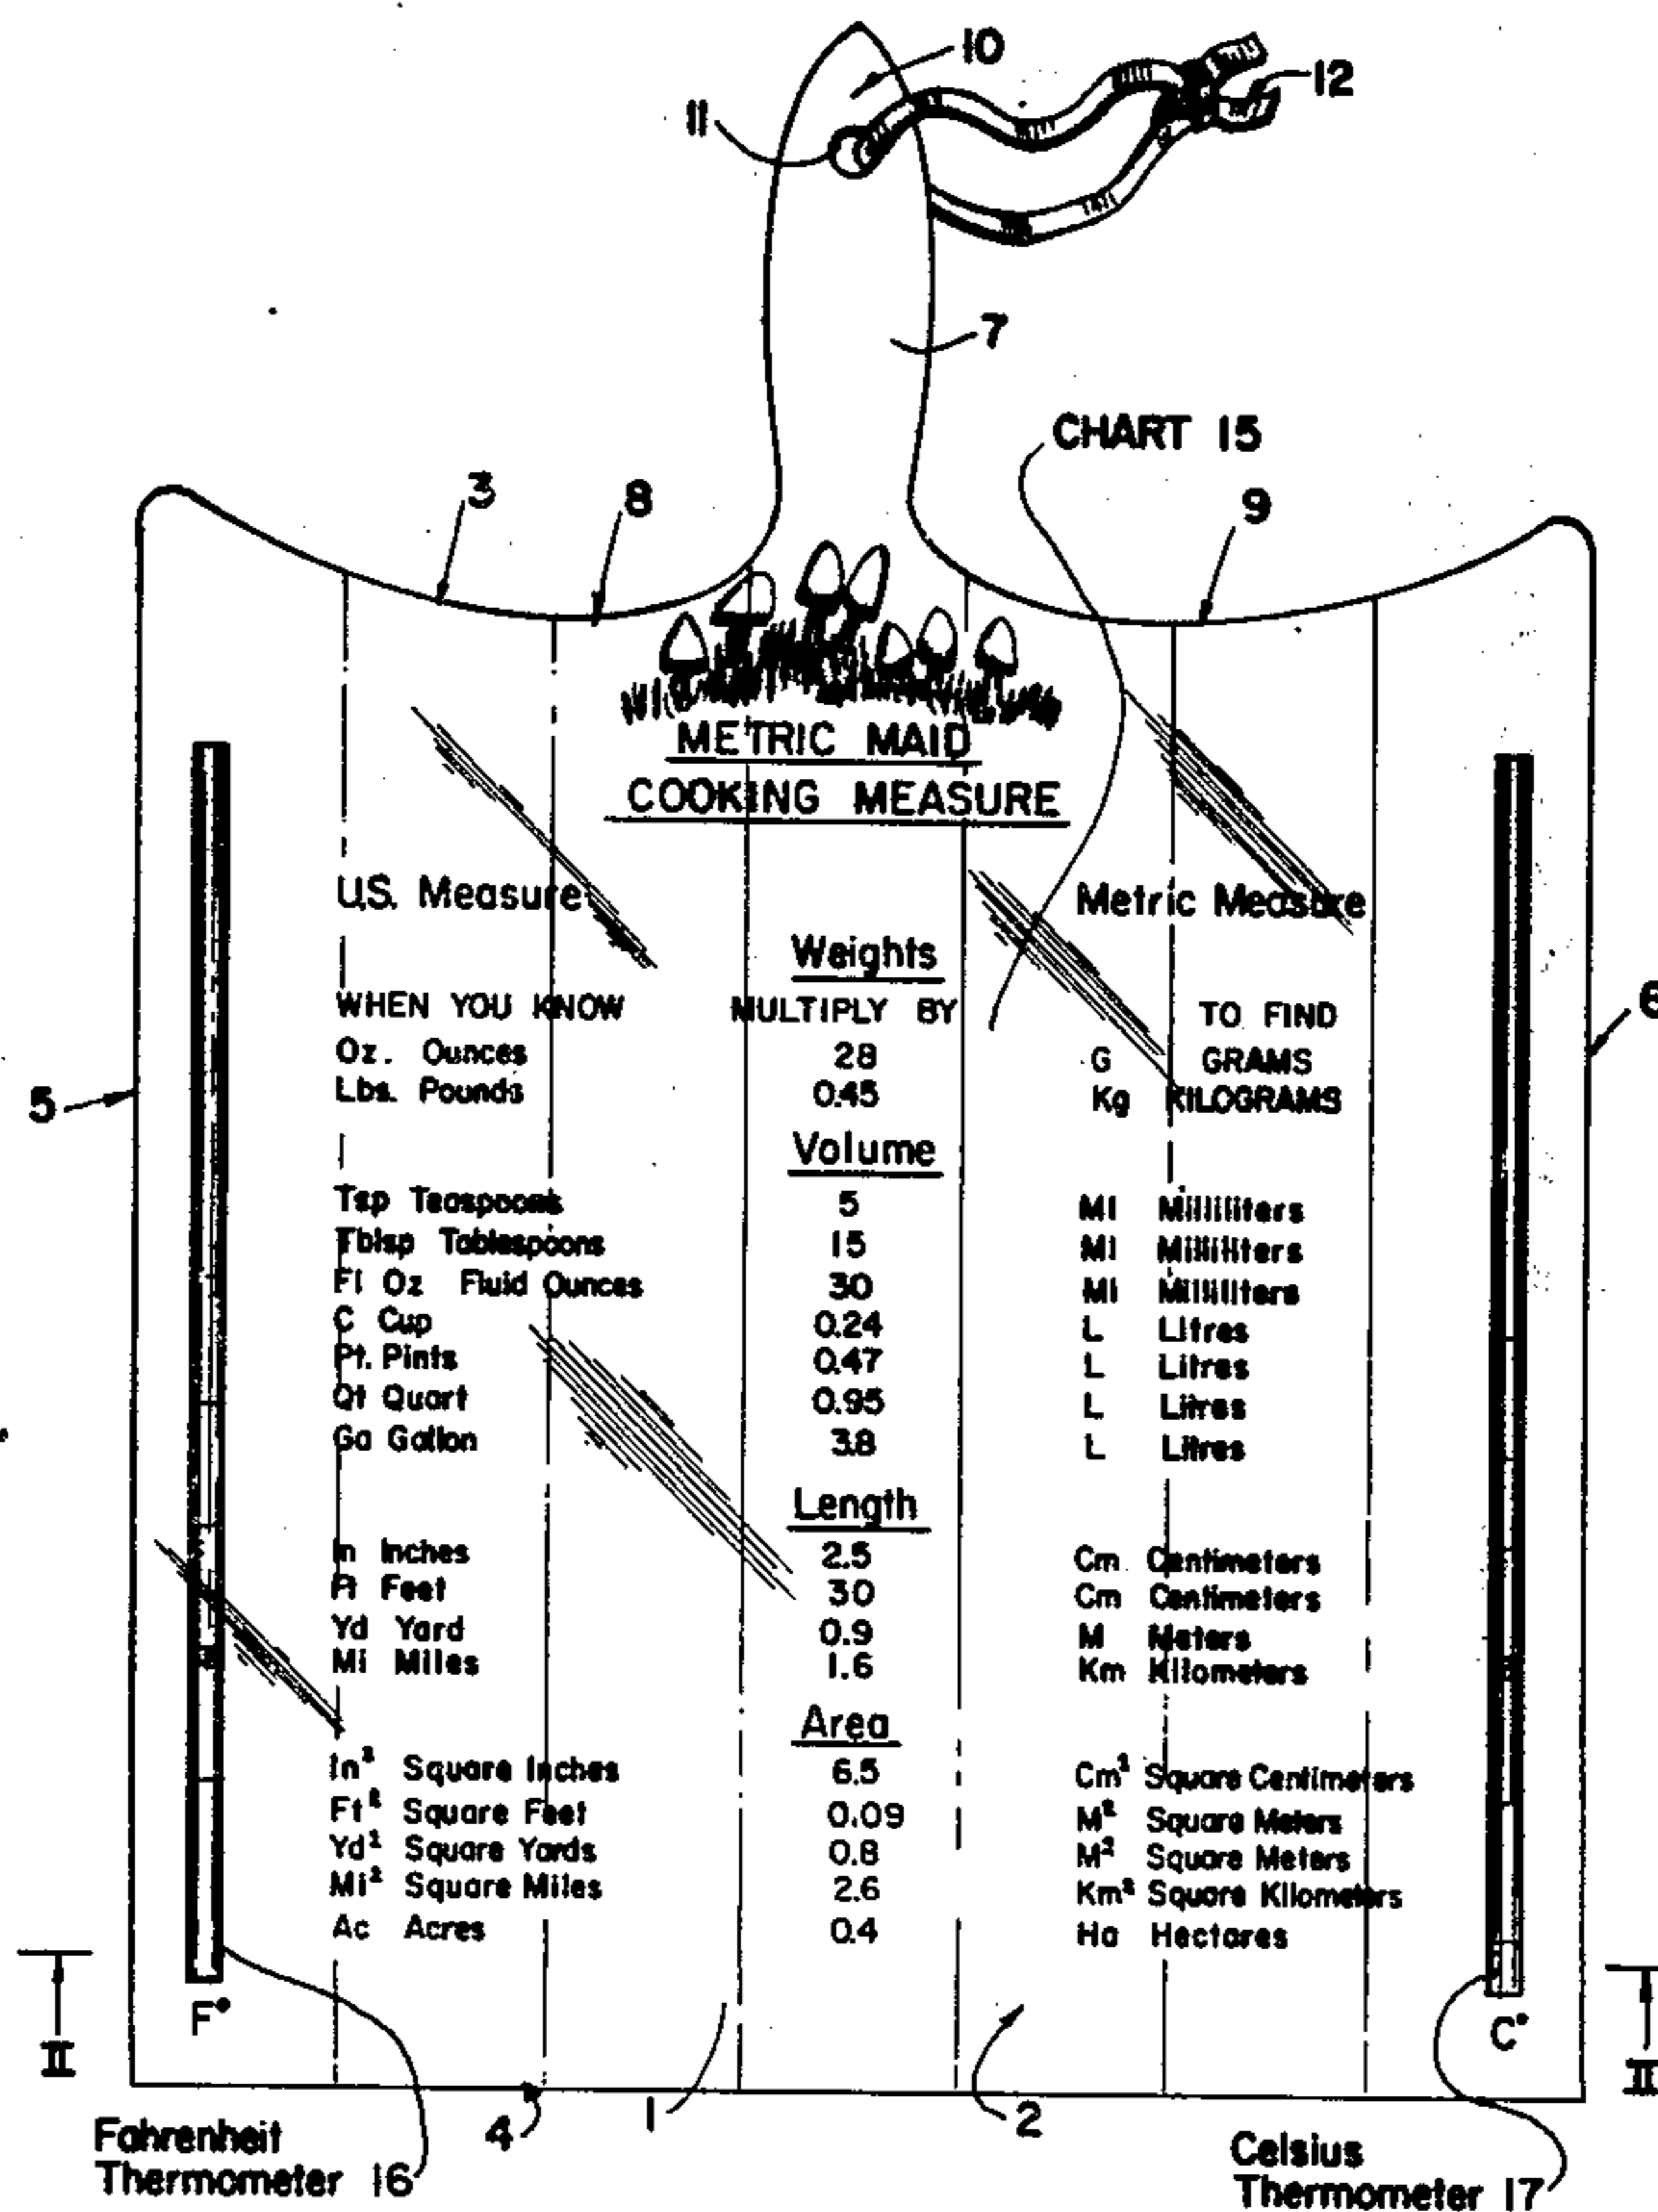 10
11
12
7
CHART 15
3
8
9
METRIC MAID
COOKING MEASURE
U.S. Measure Metric Measure
Weights
WHEN YOU KNOW MULTIPLY BY TO FIND
Oz. Ounces 28 G GRAMS
Lbs. Pounds 0.45 Kg KILOGRAMS
6
5
Volume
Tsp Teaspoons 5 Ml Milliliters
Tblsp Tablespoons 15 Ml Milliliters
Fl Oz Fluid Ounces 30 Ml Milliliters
C Cup 0.24 L Litres
Pt. Pints 0.47 L Litres
Qt Quart 0.95 L Litres
Ga Gallon 3.8 L Litres
Length
In Inches 2.5 Cm Centimeters
Ft Feet 30 Cm Centimeters
Yd Yard 0.9 M Meters
Mi Miles 1.6 Km Kilometers
Area
In² Square Inches 6.5 Cm² Square Centimeters
Ft² Square Feet 0.09 M² Square Meters
Yd² Square Yards 0.8 M² Square Meters
Mi² Square Miles 2.6 Km² Square Kilometers
Ac Acres 0.4 Ha Hectares
F° C°
II II
4 1 2
Fahrenheit
Thermometer 16
Celsius
Thermometer 17